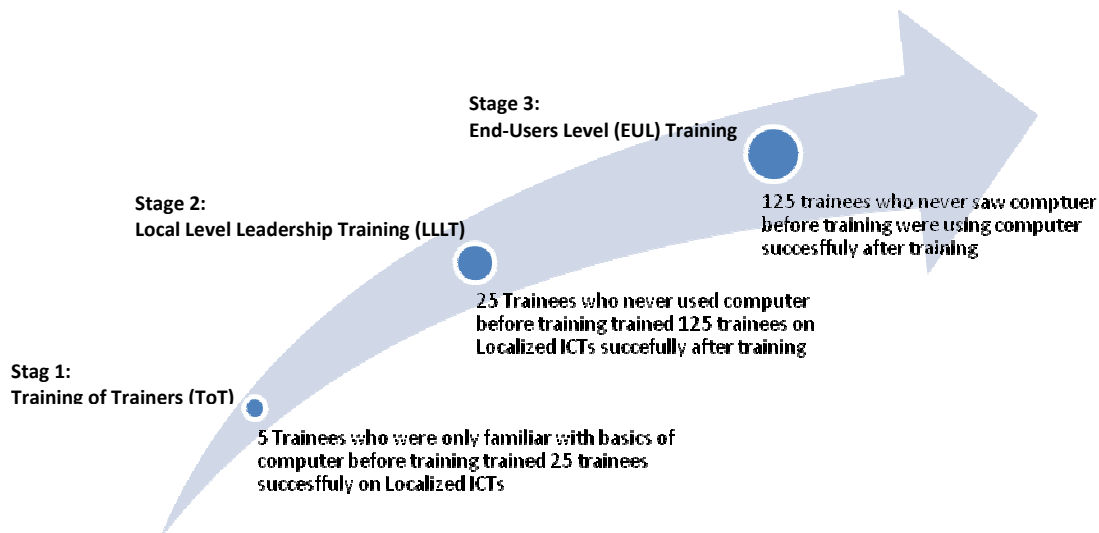 Stage 3:
End-Users Level (EUL) Training
125 trainees who never saw comptuer
before training were using computer
succesffuly after training
Stage 2:
Local Level Leadership Training (LLLT)
25 Trainees who never used computer
before training trained 125 trainees on
Localized ICTs succefully after training
Stag 1:
Training of Trainers (ToT)
5 Trainees who were only familiar with basics of
computer before training trained 25 trainees
succesffuly on Localized ICTs